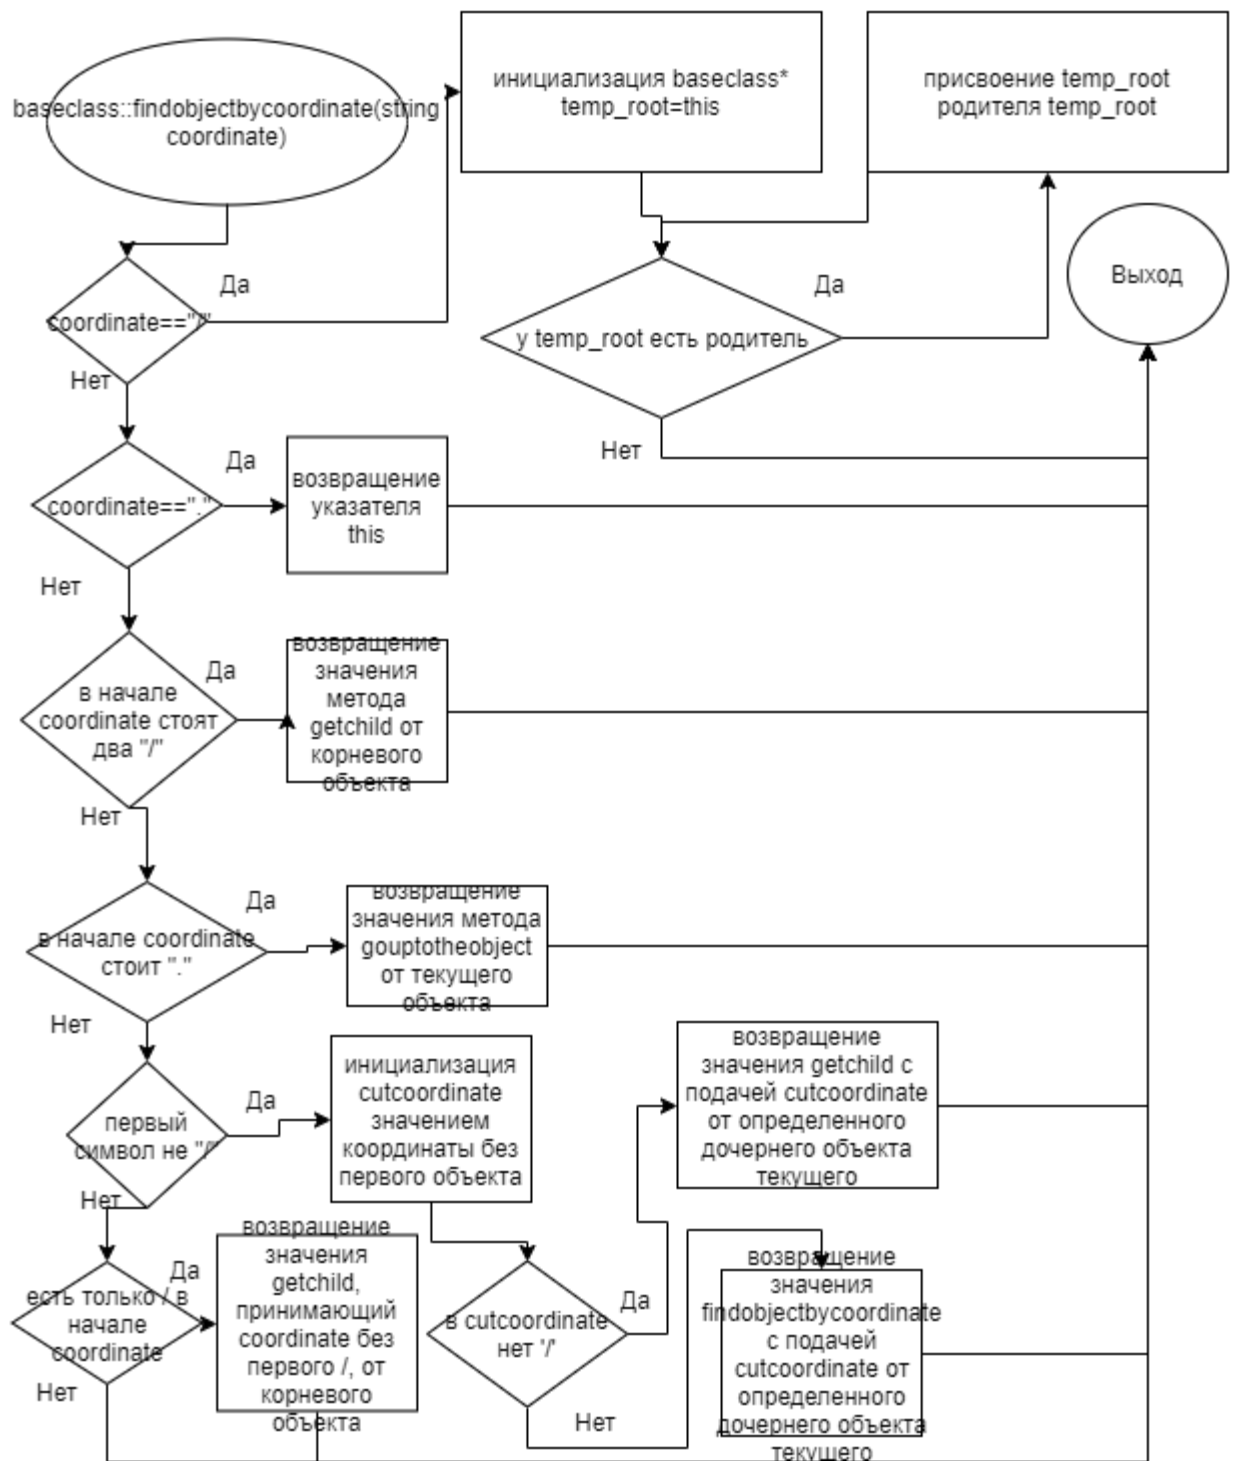 baseclass::findobjectbycoordinate(string
coordinate)
инициализация baseclass*
temp_root=this
присвоение temp_root
родителя temp_root
Выход
Да
coordinate=="/"
Нет
Да
у temp_root есть родитель
Нет
Да
coordinate=="."
Нет
возвращение
указателя
this
Да
в начале
coordinate стоят
два "/"
Нет
возвращение
значения
метода
getchild от
корневого
объекта
Да
в начале coordinate
стоит "."
Нет
возвращение
значения метода
gouptotheobject
от текущего
объекта
Да
первый
символ не "/"
Нет
инициализация
cutcoordinate
значением
координаты без
первого объекта
возвращение
значения getchild с
подачей cutcoordinate
от определенного
дочернего объекта
текущего
Да
есть только / в
начале
coordinate
Нет
возвращение
значения
getchild,
принимающий
coordinate без
первого /, от
корневого
объекта
Да
в cutcoordinate
нет '/'
Нет
возвращение
значения
findobjectbycoordinate
с подачей
cutcoordinate от
определенного
дочернего объекта
текущего